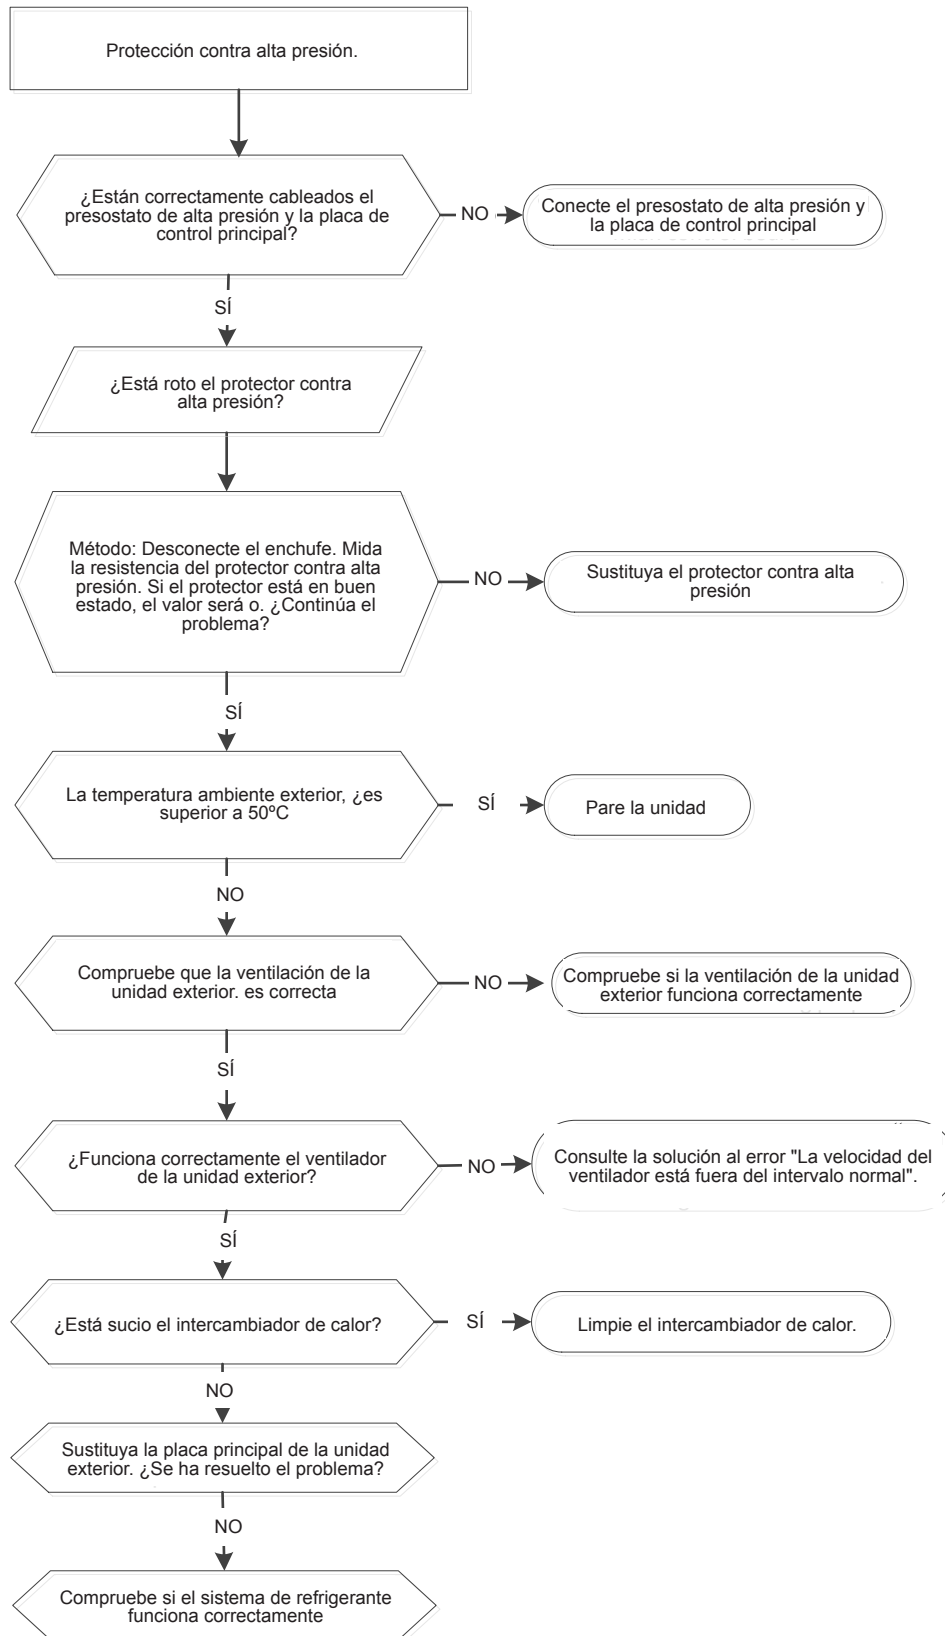 Protección contra alta presión.
¿Están correctamente cableados el
presostato de alta presión y la placa de
control principal?
NO
Conecte el presostato de alta presión y
la placa de control principal
SÍ
¿Está roto el protector contra
alta presión?
Método: Desconecte el enchufe. Mida
la resistencia del protector contra alta
presión. Si el protector está en buen
estado, el valor será o. ¿Continúa el
problema?
NO
Sustituya el protector contra alta
presión
SÍ
La temperatura ambiente exterior, ¿es
superior a 50ºC
SÍ
Pare la unidad
NO
Compruebe que la ventilación de la
unidad exterior. es correcta
NO
Compruebe si la ventilación de la unidad
exterior funciona correctamente
SÍ
¿Funciona correctamente el ventilador
de la unidad exterior?
NO
Consulte la solución al error "La velocidad del
ventilador está fuera del intervalo normal".
SÍ
¿Está sucio el intercambiador de calor?
SÍ
Limpie el intercambiador de calor.
NO
Sustituya la placa principal de la unidad
exterior. ¿Se ha resuelto el problema?
NO
Compruebe si el sistema de refrigerante
funciona correctamente